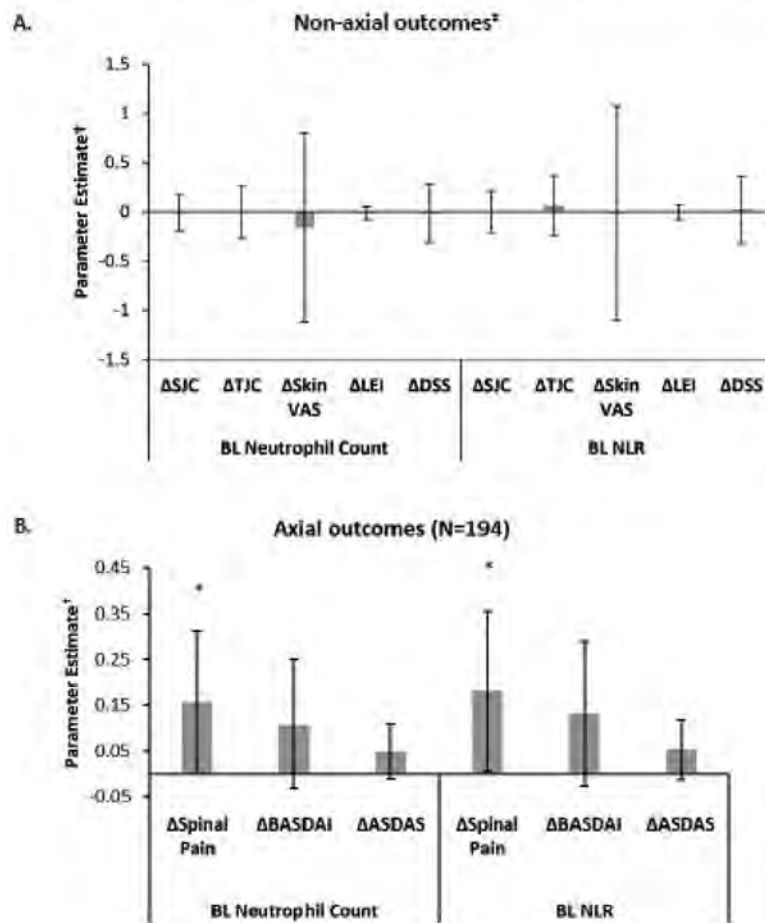 A.
Non-axial outcomes‡
Parameter Estimate†
1.5
1
0.5
0
-0.5
-1
-1.5
ΔSJC ΔTJC ΔSkin VAS ΔLEI ΔDSS ΔSJC ΔTJC ΔSkin VAS ΔLEI ΔDSS
BL Neutrophil Count BL NLR
B.
Axial outcomes (N=194)
Parameter Estimate†
0.45
0.35
0.25
0.15
0.05
-0.05
* *
ΔSpinal Pain ΔBASDAI ΔASDAS ΔSpinal Pain ΔBASDAI ΔASDAS
BL Neutrophil Count BL NLR